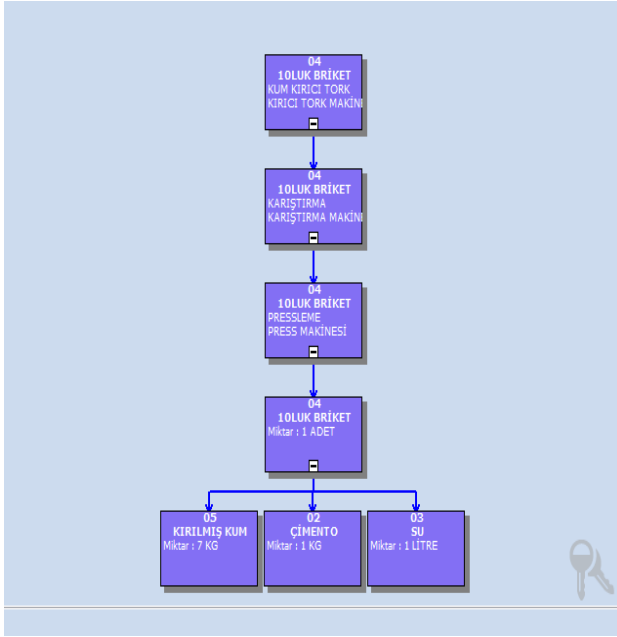 04
10LUK BRİKET
KUM KIRICI TORK
KIRICI TORK MAKİN
04
10LUK BRİKET
KARIŞTIRMA
KARIŞTIRMA MAKİN
04
10LUK BRİKET
PRESSLEME
PRESS MAKİNESİ
04
10LUK BRİKET
Miktar : 1 ADET
05
KIRILMIŞ KUM
Miktar : 7 KG
02
ÇİMENTO
Miktar : 1 KG
03
SU
Miktar : 1 LİTRE